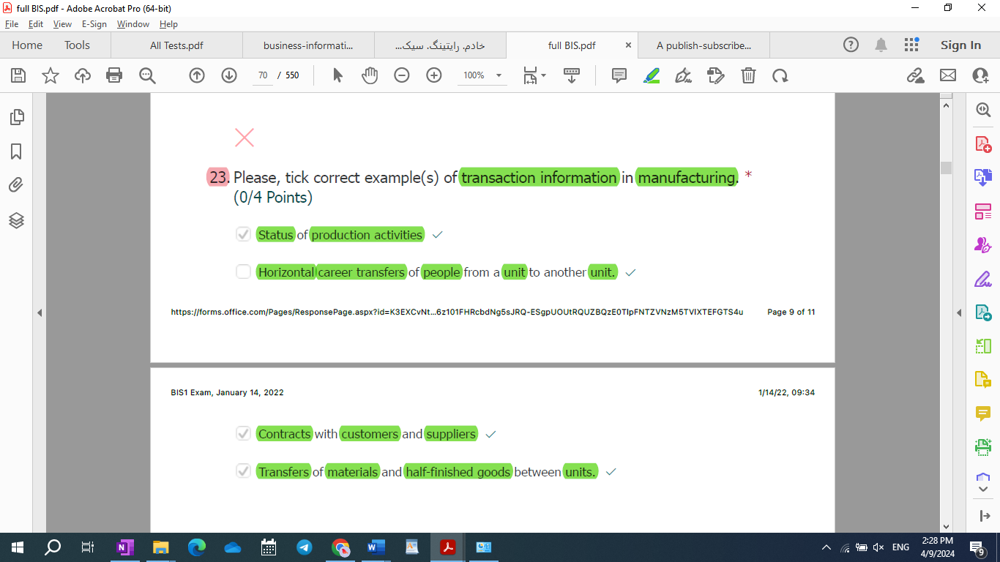 full BIS.pdf - Adobe Acrobat Pro (64-bit)
File Edit View E-Sign Window Help
Home Tools All Tests.pdf business-informati... خادم. رایتینگ. سیک... full BIS.pdf × A publish-subscribe... Sign In
70 / 550 100%
23. Please, tick correct example(s) of transaction information in manufacturing. *
(0/4 Points)
Status of production activities
Horizontal career transfers of people from a unit to another unit.
https://forms.office.com/Pages/ResponsePage.aspx?id=K3EXCvNt...6z101FHRcbdNg5sJRQ-ESgpUOUtRQUZBQzE0TlpFNTZVNzM5TVIXTEFGTS4u Page 9 of 11
BIS1 Exam, January 14, 2022 1/14/22, 09:34
Contracts with customers and suppliers
Transfers of materials and half-finished goods between units.
ENG 2:28 PM
4/9/2024 9